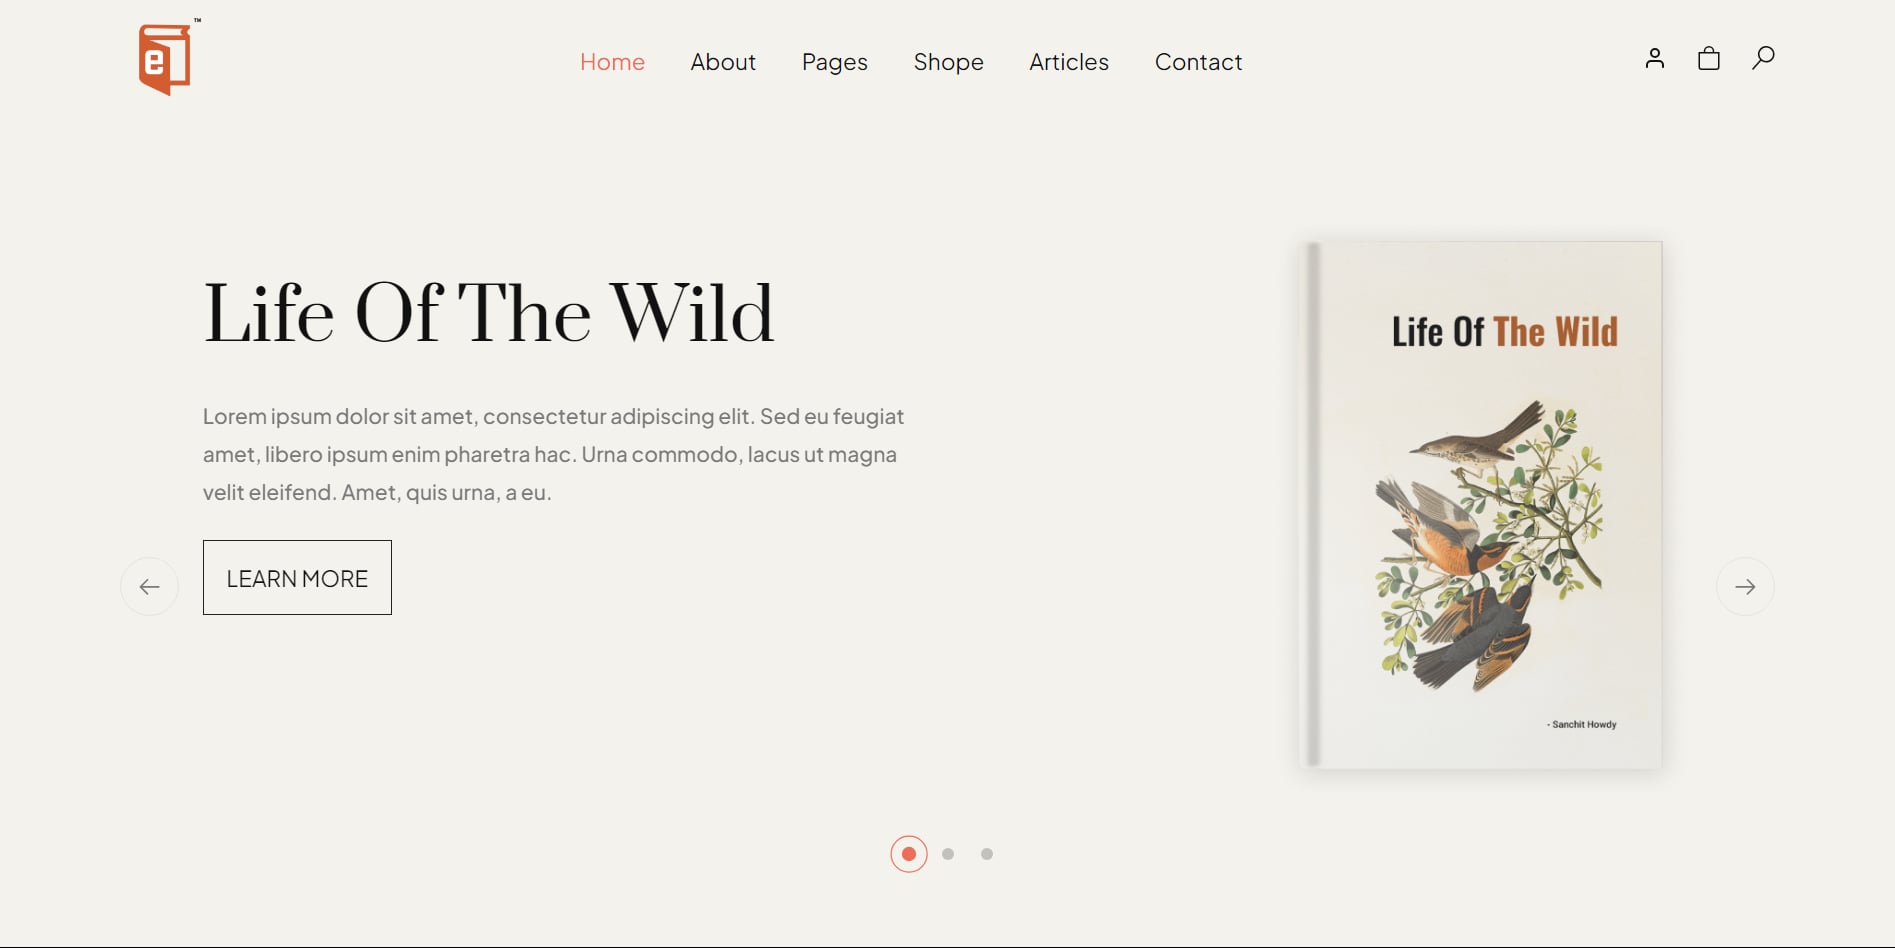 e ™
Home About Pages Shope Articles Contact
Life Of The Wild
Lorem ipsum dolor sit amet, consectetur adipiscing elit. Sed eu feugiat
amet, libero ipsum enim pharetra hac. Urna commodo, lacus ut magna
velit eleifend. Amet, quis urna, a eu.
LEARN MORE
Life Of The Wild
- Sanchit Howdy